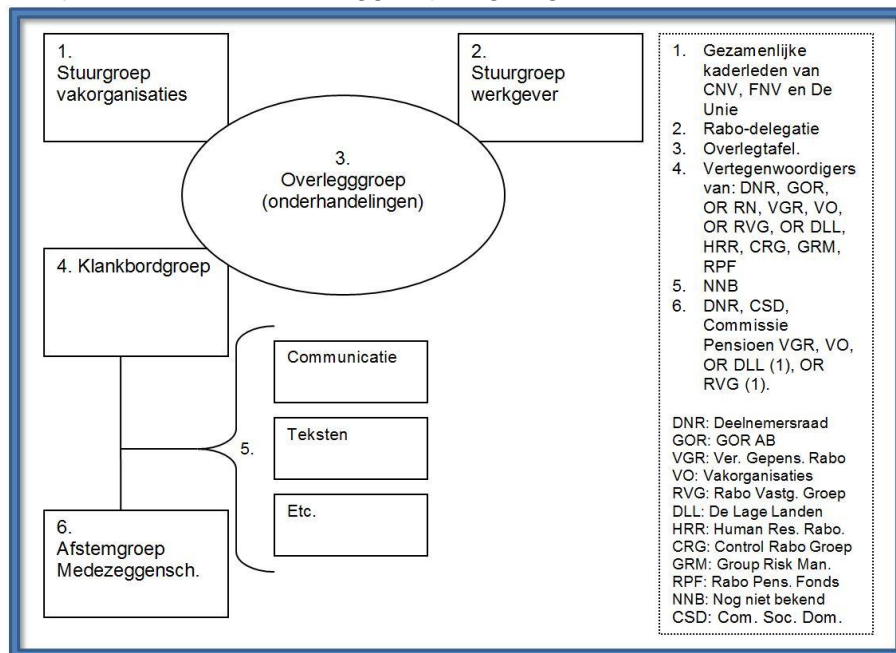 1.
Stuurgroep
vakorganisaties
2.
Stuurgroep
werkgever
3.
Overlegggroep
(onderhandelingen)
4. Klankbordgroep
Communicatie
Teksten
Etc.
5.
6.
Afstemgroep
Medezeggensch.
1. Gezamenlijke
kaderleden van
CNV, FNV en De
Unie
2. Rabo-delegatie
3. Overlegtafel.
4. Vertegenwoordigers
van: DNR, GOR,
OR RN, VGR, VO,
OR RVG, OR DLL,
HRR, CRG, GRM,
RPF
5. NNB
6. DNR, CSD,
Commissie
Pensioen VGR, VO,
OR DLL (1), OR
RVG (1).
DNR: Deelnemersraad
GOR: GOR AB
VGR: Ver. Gepens. Rabo
VO: Vakorganisaties
RVG: Rabo Vastg. Groep
DLL: De Lage Landen
HRR: Human Res. Rabo.
CRG: Control Rabo Groep
GRM: Group Risk Man.
RPF: Rabo Pens. Fonds
NNB: Nog niet bekend
CSD: Com. Soc. Dom.